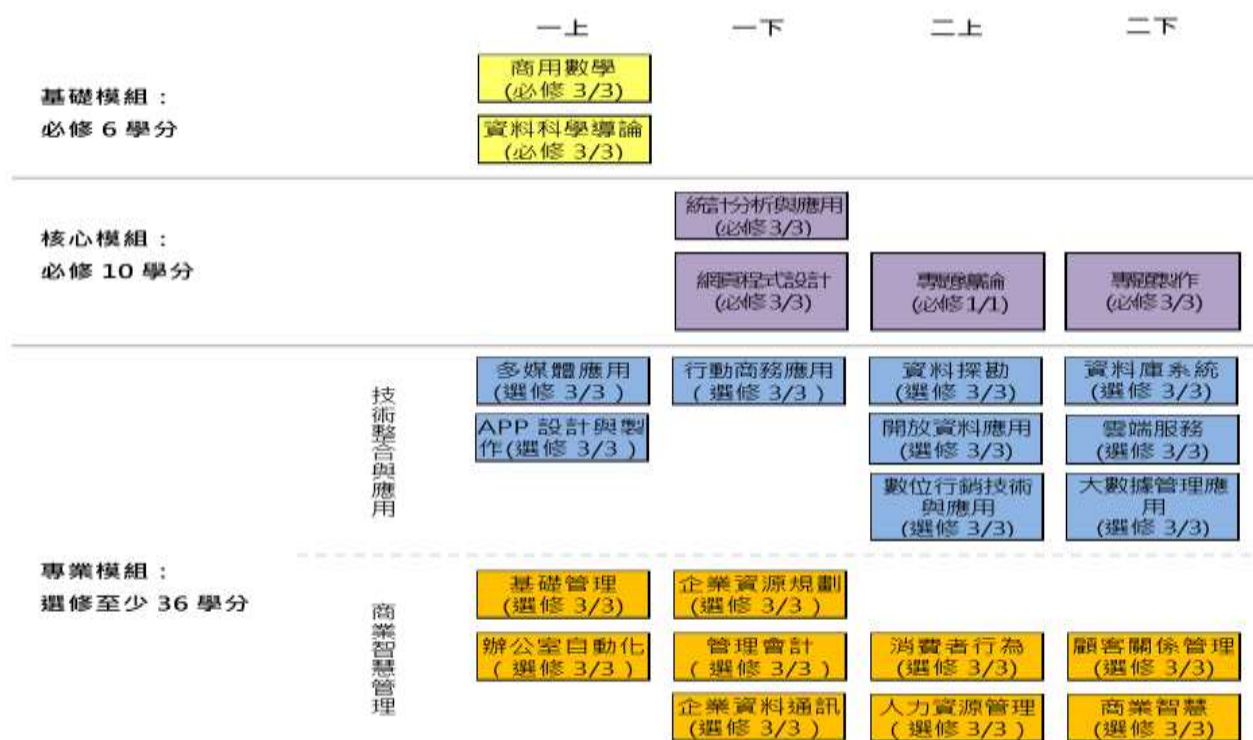 一上 一下 二上 二下
基礎模組：
必修 6 學分
商用數學
(必修 3/3)
資料科學導論
(必修 3/3)
核心模組：
必修 10 學分
統計分析與應用
(必修3/3)
網頁程式設計
(必修3/3)
專題
(必修1/1)
專題製作
(必修3/3)
專業模組：
選修至少 36 學分
技術整合與應用
多媒體應用
(選修 3/3 )
APP 設計與製
作(選修 3/3 )
行動商務應用
( 選修 3/3 )
資料探勘
(選修 3/3)
開放資料應用
(選修 3/3)
數位行銷技術
與應用
(選修 3/3)
資料庫系統
(選修 3/3)
雲端服務
(選修 3/3)
大數據管理應
用
(選修 3/3)
商業智慧管理
基礎管理
(選修 3/3)
辦公室自動化
( 選修 3/3 )
企業資源規劃
(選修 3/3 )
管理會計
( 選修 3/3 )
企業資料通訊
(選修 3/3 )
消費者行為
(選修 3/3)
人力資源管理
( 選修 3/3 )
顧客關係管理
(選修 3/3)
商業智慧
(選修 3/3)